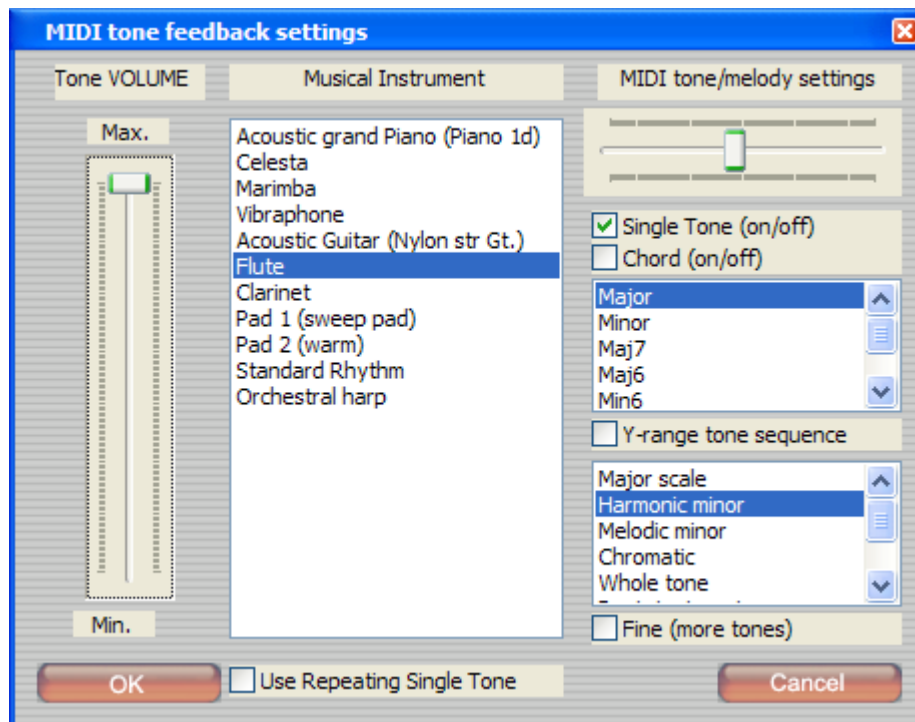 MIDI tone feedback settings
Tone VOLUME
Musical Instrument
MIDI tone/melody settings
Max.
Min.
Acoustic grand Piano (Piano 1d)
Celesta
Marimba
Vibraphone
Acoustic Guitar (Nylon str Gt.)
Flute
Clarinet
Pad 1 (sweep pad)
Pad 2 (warm)
Standard Rhythm
Orchestral harp
Single Tone (on/off)
Chord (on/off)
Major
Minor
Maj7
Maj6
Min6
Y-range tone sequence
Major scale
Harmonic minor
Melodic minor
Chromatic
Whole tone
Fine (more tones)
OK
Use Repeating Single Tone
Cancel